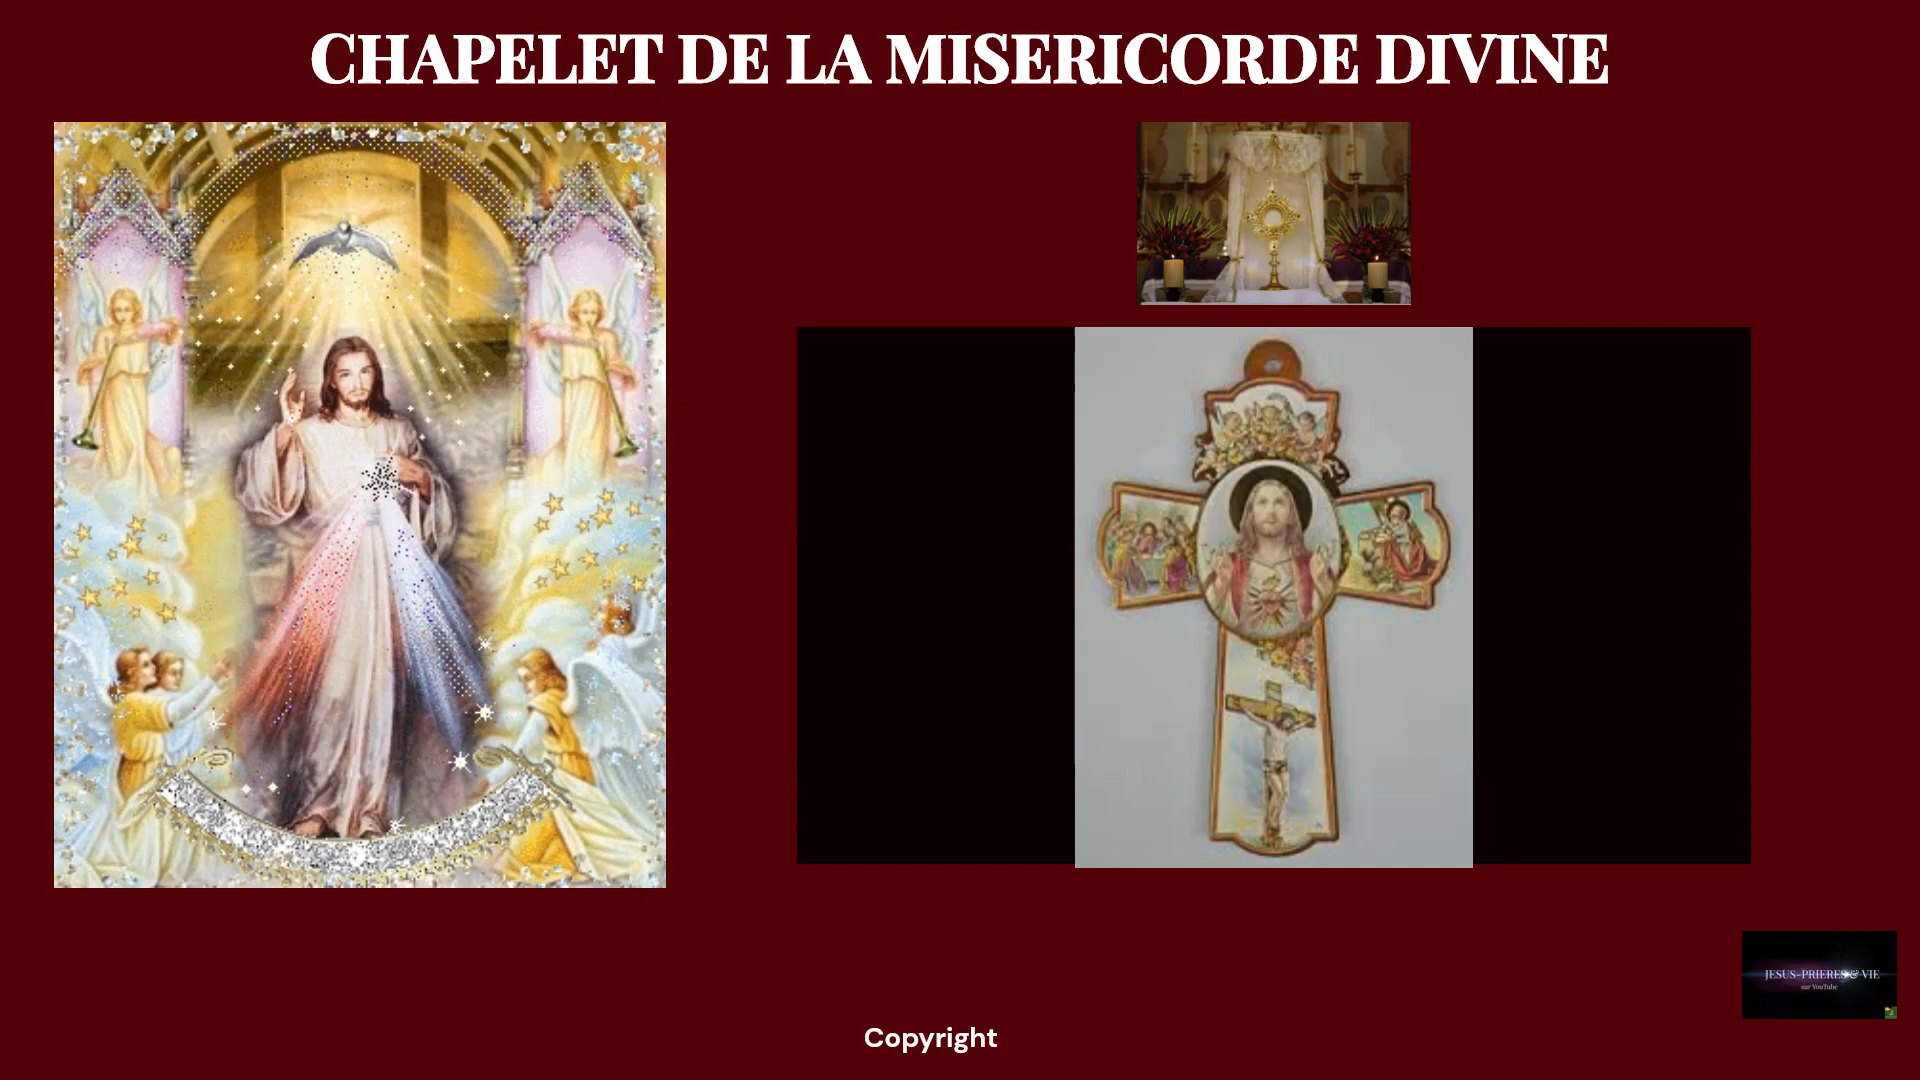 CHAPELET DE LA MISERICORDE DIVINE
JESUS-PRIERES & VIE
sur YouTube
Copyright